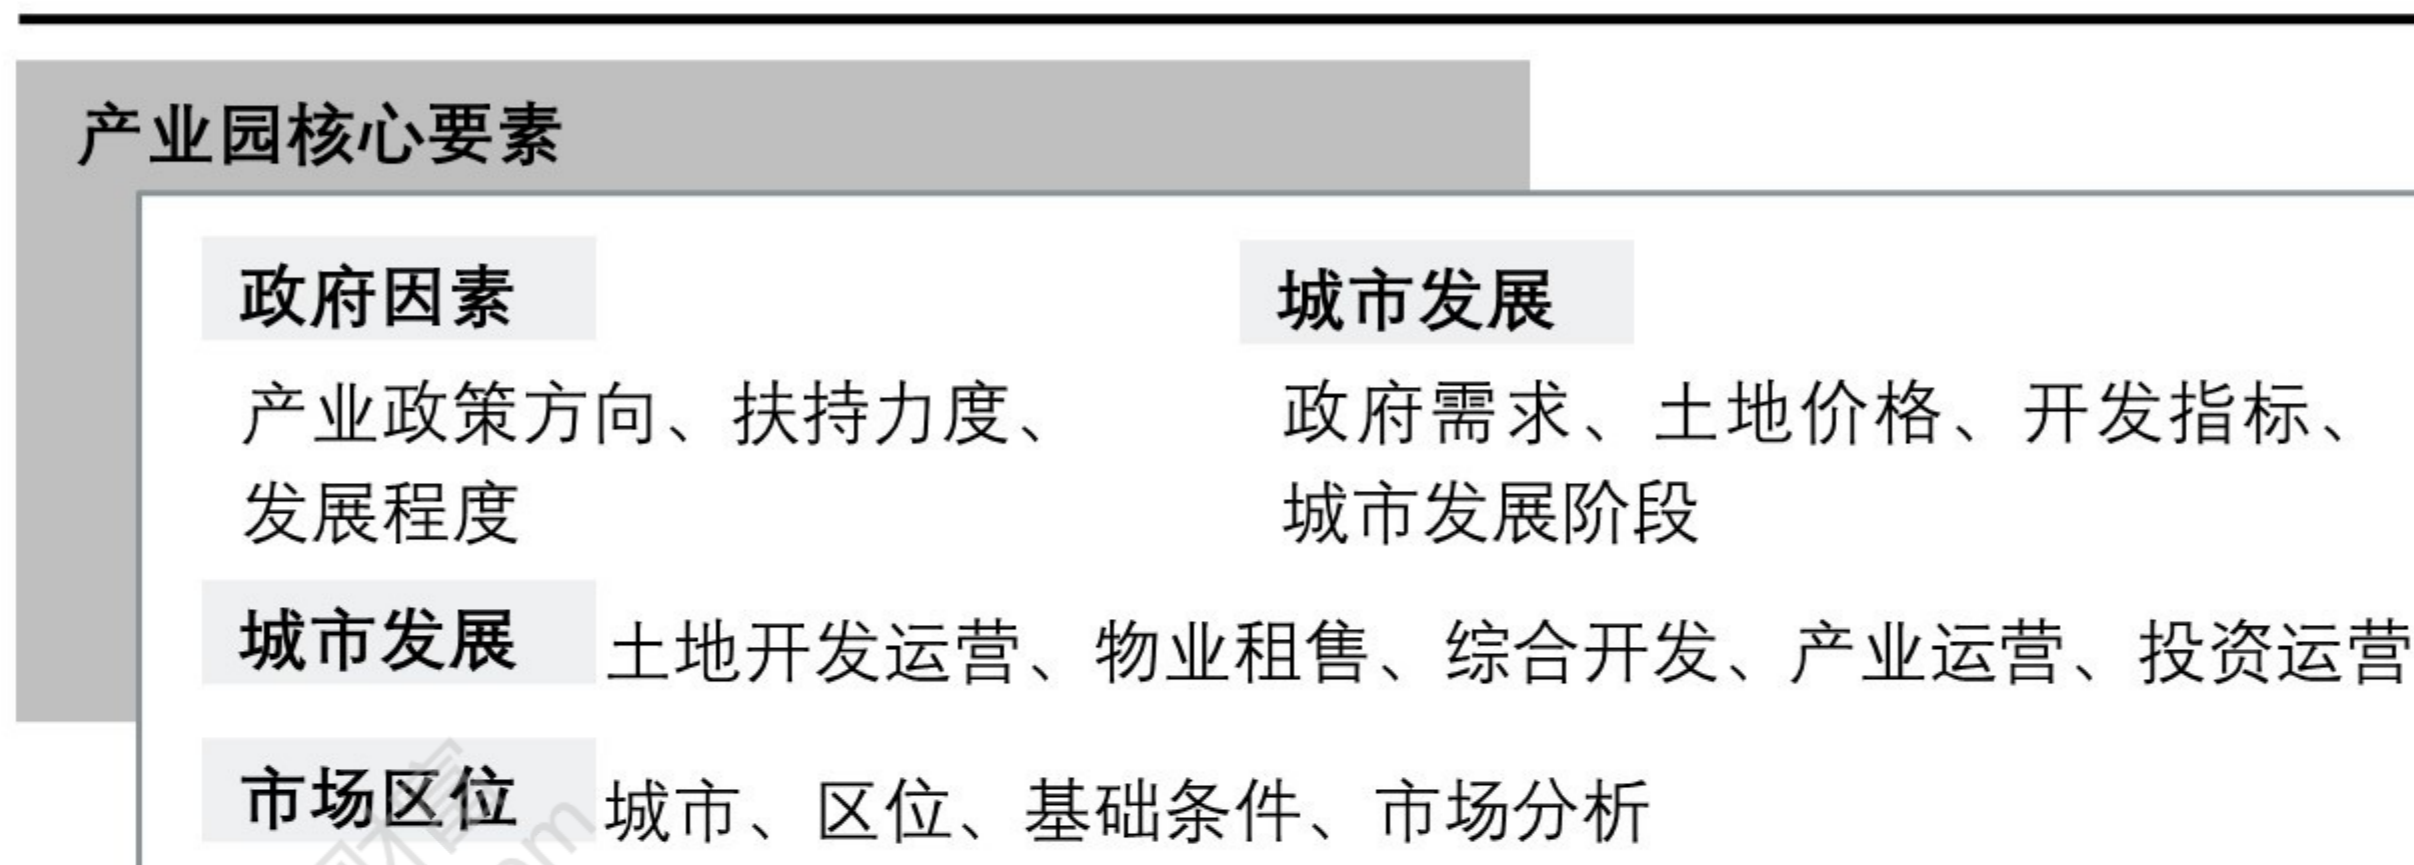 产业园核心要素
政府因素
产业政策方向、扶持力度、
发展程度
城市发展
政府需求、土地价格、开发指标、
城市发展阶段
城市发展 土地开发运营、物业租售、综合开发、产业运营、投资运营
市场区位 城市、区位、基础条件、市场分析
财富
om